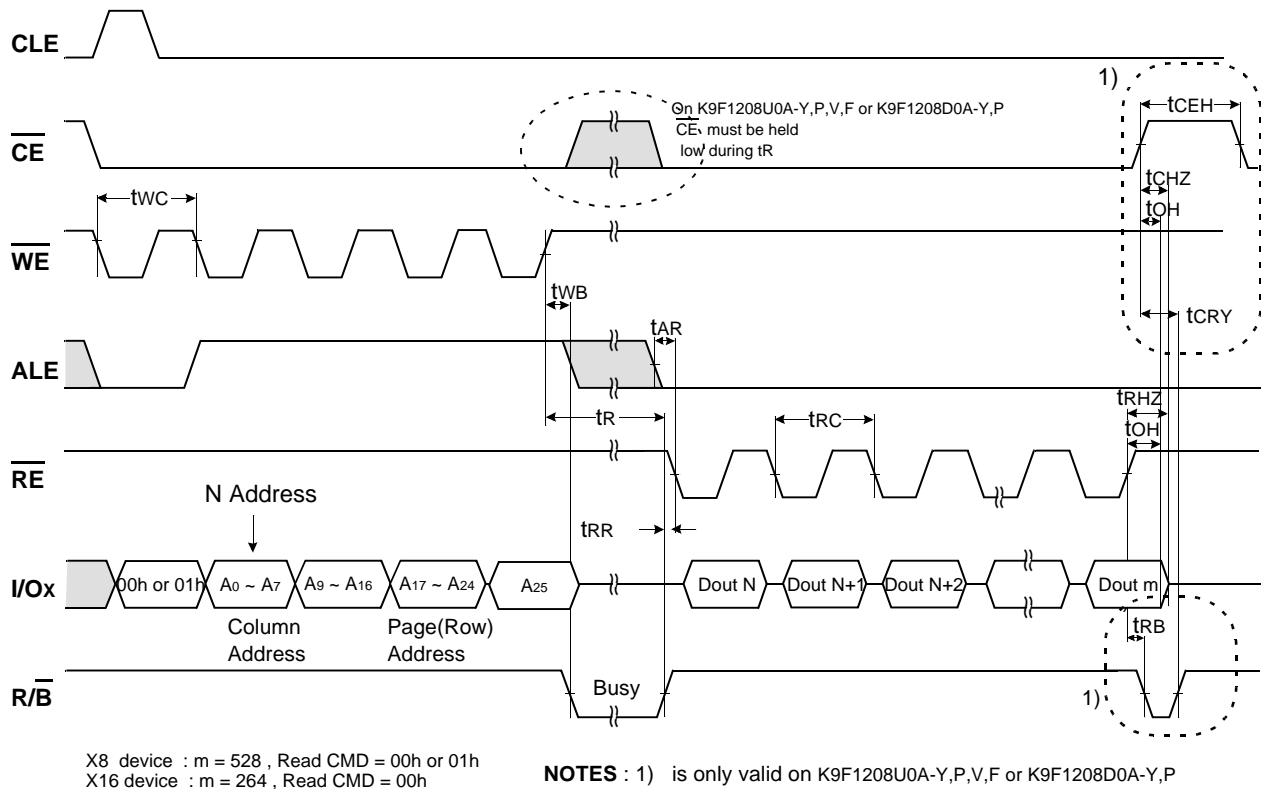 CLE
1)
On K9F1208U0A-Y,P,V,F or K9F1208D0A-Y,P
CE must be held
low during tR
tCEH
CE
tCHZ
tWC
tOH
WE
tWB
tCRY
tAR
ALE
tRHZ
tR
tRC
tOH
RE
N Address
tRR
I/Ox
00h or 01h
A0 ~ A7
A9 ~ A16
A17 ~ A24
A25
Dout N
Dout N+1
Dout N+2
Dout m
Column
Address
Page(Row)
Address
tRB
R/B
Busy
1)
X8 device : m = 528 , Read CMD = 00h or 01h
X16 device : m = 264 , Read CMD = 00h
NOTES : 1) is only valid on K9F1208U0A-Y,P,V,F or K9F1208D0A-Y,P